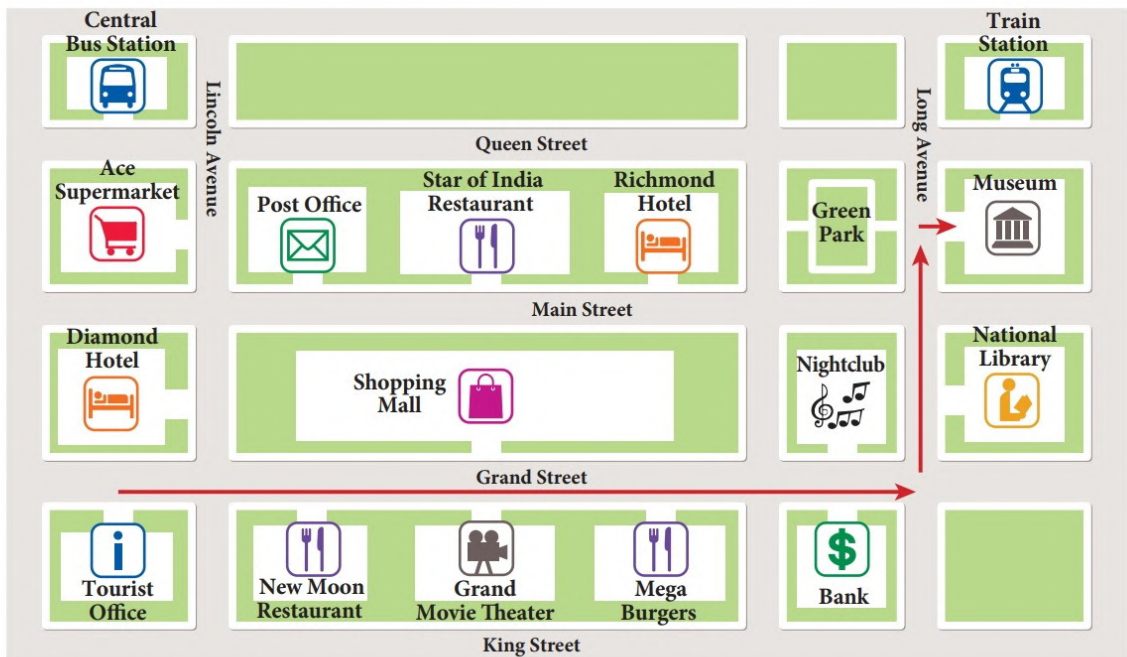 Central
Bus Station
Train
Station
Lincoln Avenue
Long Avenue
Queen Street
Ace
Supermarket
Post Office
Star of India
Restaurant
Richmond
Hotel
Green
Park
Museum
Main Street
Diamond
Hotel
Shopping
Mall
Nightclub
National
Library
Grand Street
i
Tourist
Office
New Moon
Restaurant
Grand
Movie Theater
Mega
Burgers
$
Bank
King Street